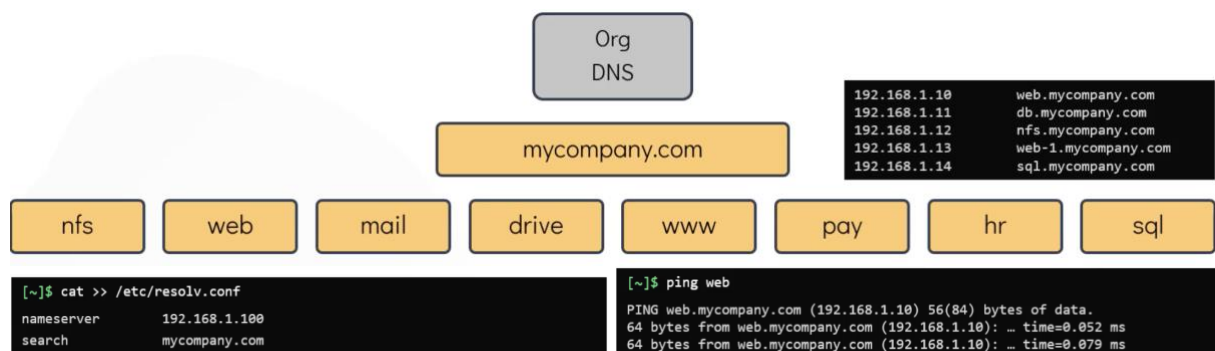 Org
DNS
192.168.1.10 web.mycompany.com
192.168.1.11 db.mycompany.com
192.168.1.12 nfs.mycompany.com
192.168.1.13 web-1.mycompany.com
192.168.1.14 sql.mycompany.com
mycompany.com
nfs web mail drive www pay hr sql
[~]$ cat >> /etc/resolv.conf
nameserver 192.168.1.100
search mycompany.com
[~]$ ping web
PING web.mycompany.com (192.168.1.10) 56(84) bytes of data.
64 bytes from web.mycompany.com (192.168.1.10): … time=0.052 ms
64 bytes from web.mycompany.com (192.168.1.10): … time=0.079 ms